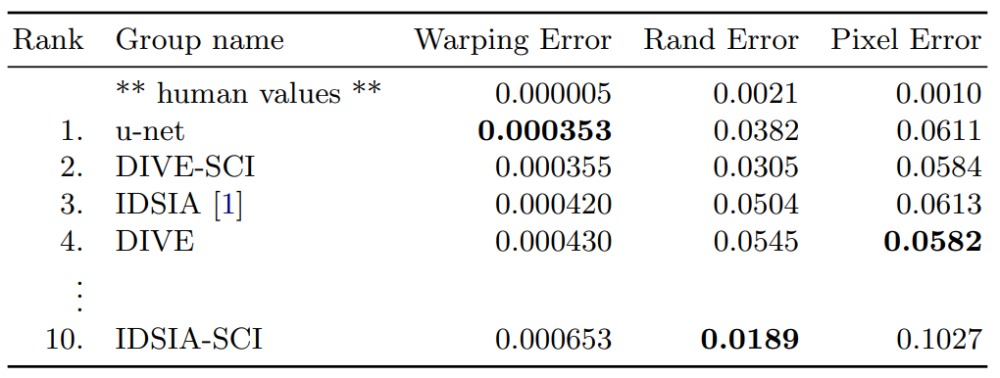 Rank Group name Warping Error Rand Error Pixel Error
** human values ** 0.000005 0.0021 0.0010
1. u-net 0.000353 0.0382 0.0611
2. DIVE-SCI 0.000355 0.0305 0.0584
3. IDSIA [1] 0.000420 0.0504 0.0613
4. DIVE 0.000430 0.0545 0.0582
⋮
10. IDSIA-SCI 0.000653 0.0189 0.1027